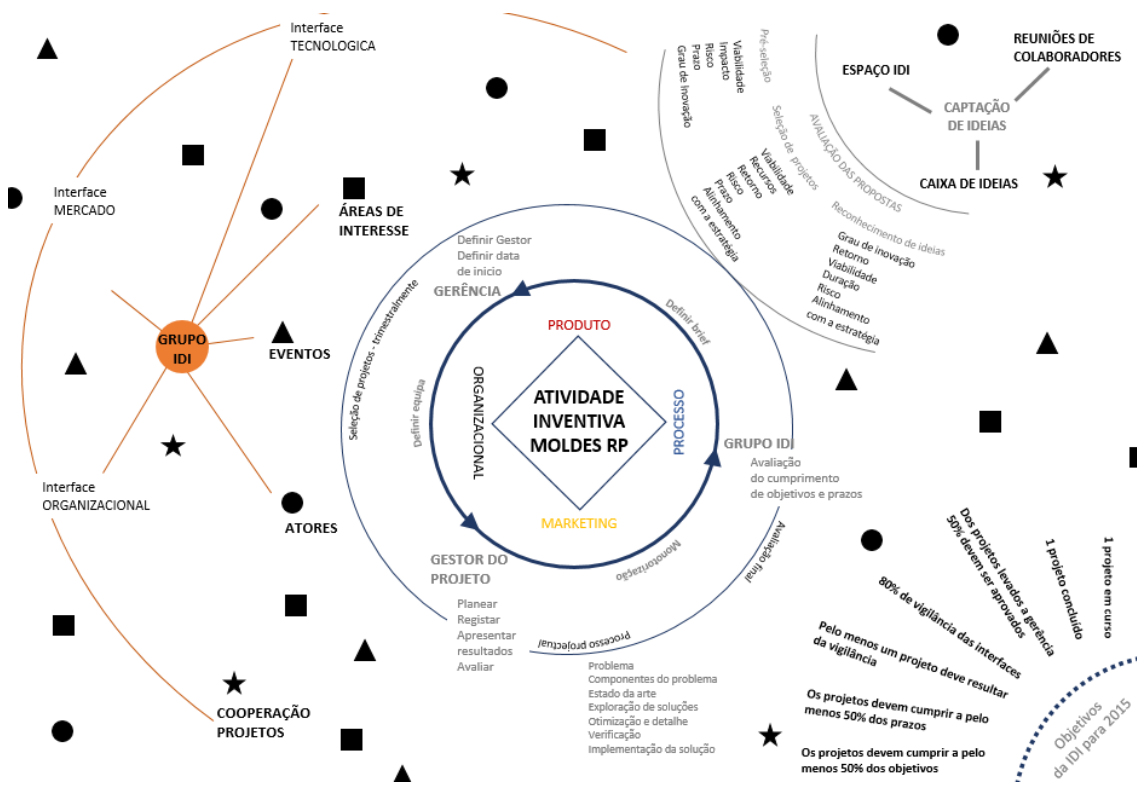 Interface
TECNOLOGICA
Interface
MERCADO
ÁREAS DE
INTERESSE
GRUPO
IDI
EVENTOS
Interface
ORGANIZACIONAL
ATORES
COOPERAÇÃO
PROJETOS
Seleção de projetos - trimestralmente
Definir Gestor
Definir data
de inicio
GERÊNCIA
Definir brief
Definir equipa
PRODUTO
ORGANIZACIONAL
ATIVIDADE
INVENTIVA
MOLDES RP
PROCESSO
MARKETING
GRUPO IDI
Avaliação
do cumprimento
de objetivos e prazos
Avaliação final
Monotorização
GESTOR DO
PROJETO
Planear
Registar
Apresentar
resultados
Avaliar
Processo projectual
Problema
Componentes do problema
Estado da arte
Exploração de soluções
Otimização e detalhe
Verificação
Implementação da solução
Pré-seleção
Viabilidade
Impacto
Risco
Prazo
Grau de Inovação
Seleção de projetos
Viabilidade
Recursos
Retorno
Risco
Prazo
Alinhamento
com a estratégia
AVALIAÇÃO DAS PROPOSTAS
Reconhecimento de ideias
Grau de inovação
Retorno
Viabilidade
Duração
Risco
Alinhamento
com a estratégia
REUNIÕES DE
COLABORADORES
ESPAÇO IDI
CAPTAÇÃO
DE IDEIAS
CAIXA DE IDEIAS
1 projeto em curso
1 projeto concluído
Dos projetos levados a gerência
50% devem ser aprovados
80% de vigilância das interfaces
Pelo menos um projeto deve resultar
da vigilância
Os projetos devem cumprir a pelo
menos 50% dos prazos
Os projetos devem cumprir a pelo
menos 50% dos objetivos
Objetivos
da IDI para 2015